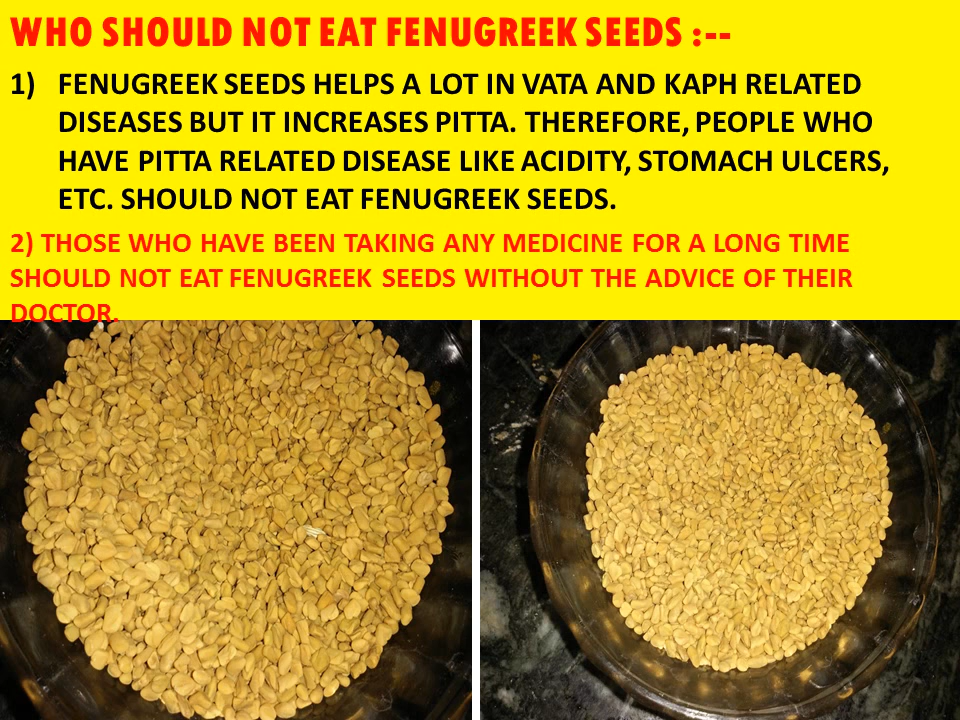 WHO SHOULD NOT EAT FENUGREEK SEEDS :--
1) FENUGREEK SEEDS HELPS A LOT IN VATA AND KAPH RELATED
DISEASES BUT IT INCREASES PITTA. THEREFORE, PEOPLE WHO
HAVE PITTA RELATED DISEASE LIKE ACIDITY, STOMACH ULCERS,
ETC. SHOULD NOT EAT FENUGREEK SEEDS.
2) THOSE WHO HAVE BEEN TAKING ANY MEDICINE FOR A LONG TIME
SHOULD NOT EAT FENUGREEK SEEDS WITHOUT THE ADVICE OF THEIR
DOCTOR.